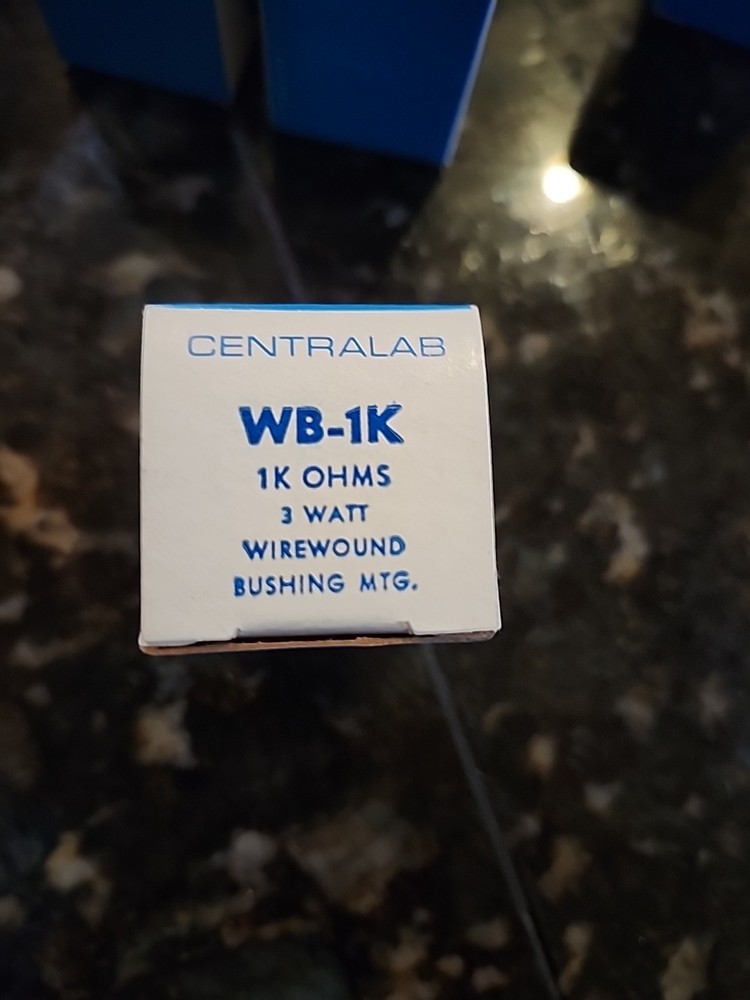 CENTRALAB
WB-1K
1K OHMS
3 WATT
WIREWOUND
BUSHING MTG.